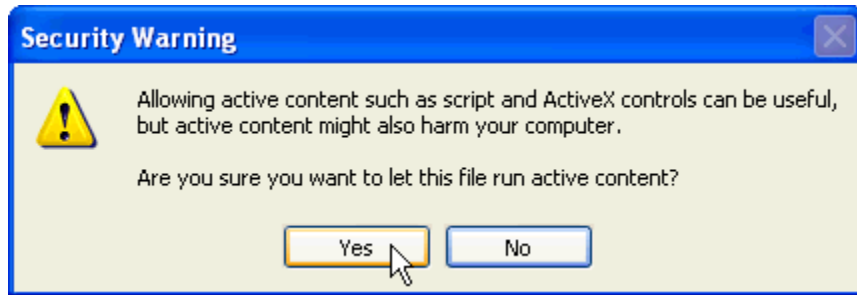 Security Warning
Allowing active content such as script and ActiveX controls can be useful,
but active content might also harm your computer.
Are you sure you want to let this file run active content?
Yes
No